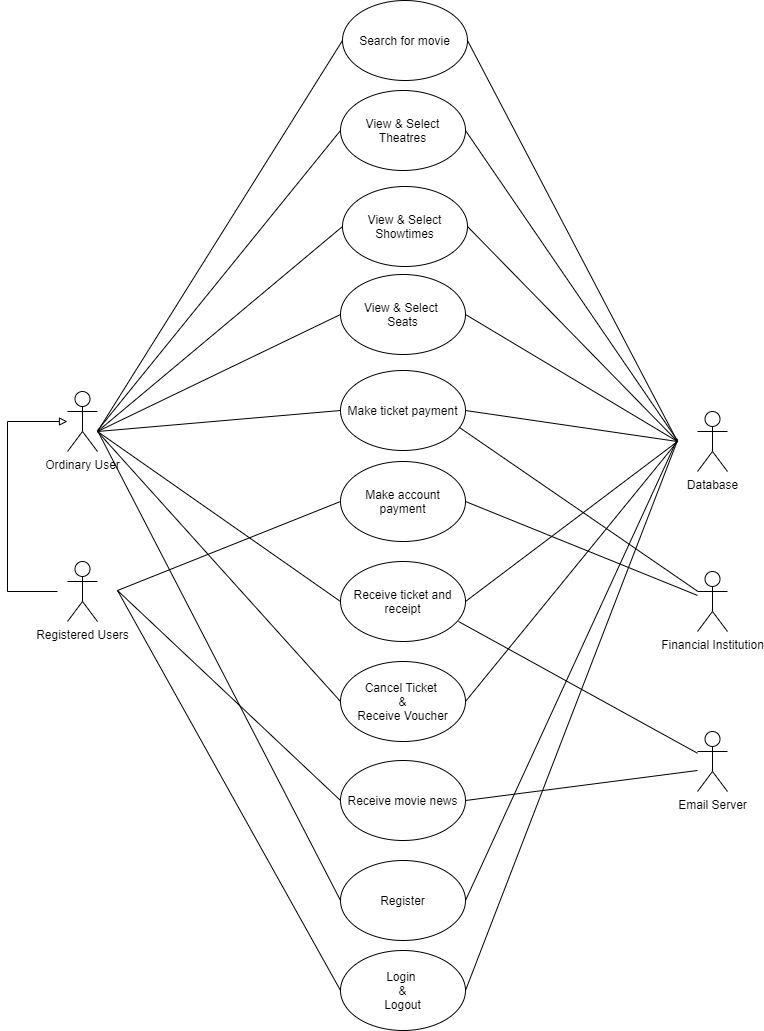 Search for movie
View & Select
Theatres
View & Select
Showtimes
View & Select
Seats
Make ticket payment
Ordinary User
Database
Make account
payment
Receive ticket and
receipt
Registered Users
Financial Institution
Cancel Ticket
&
Receive Voucher
Receive movie news
Email Server
Register
Login
&
Logout